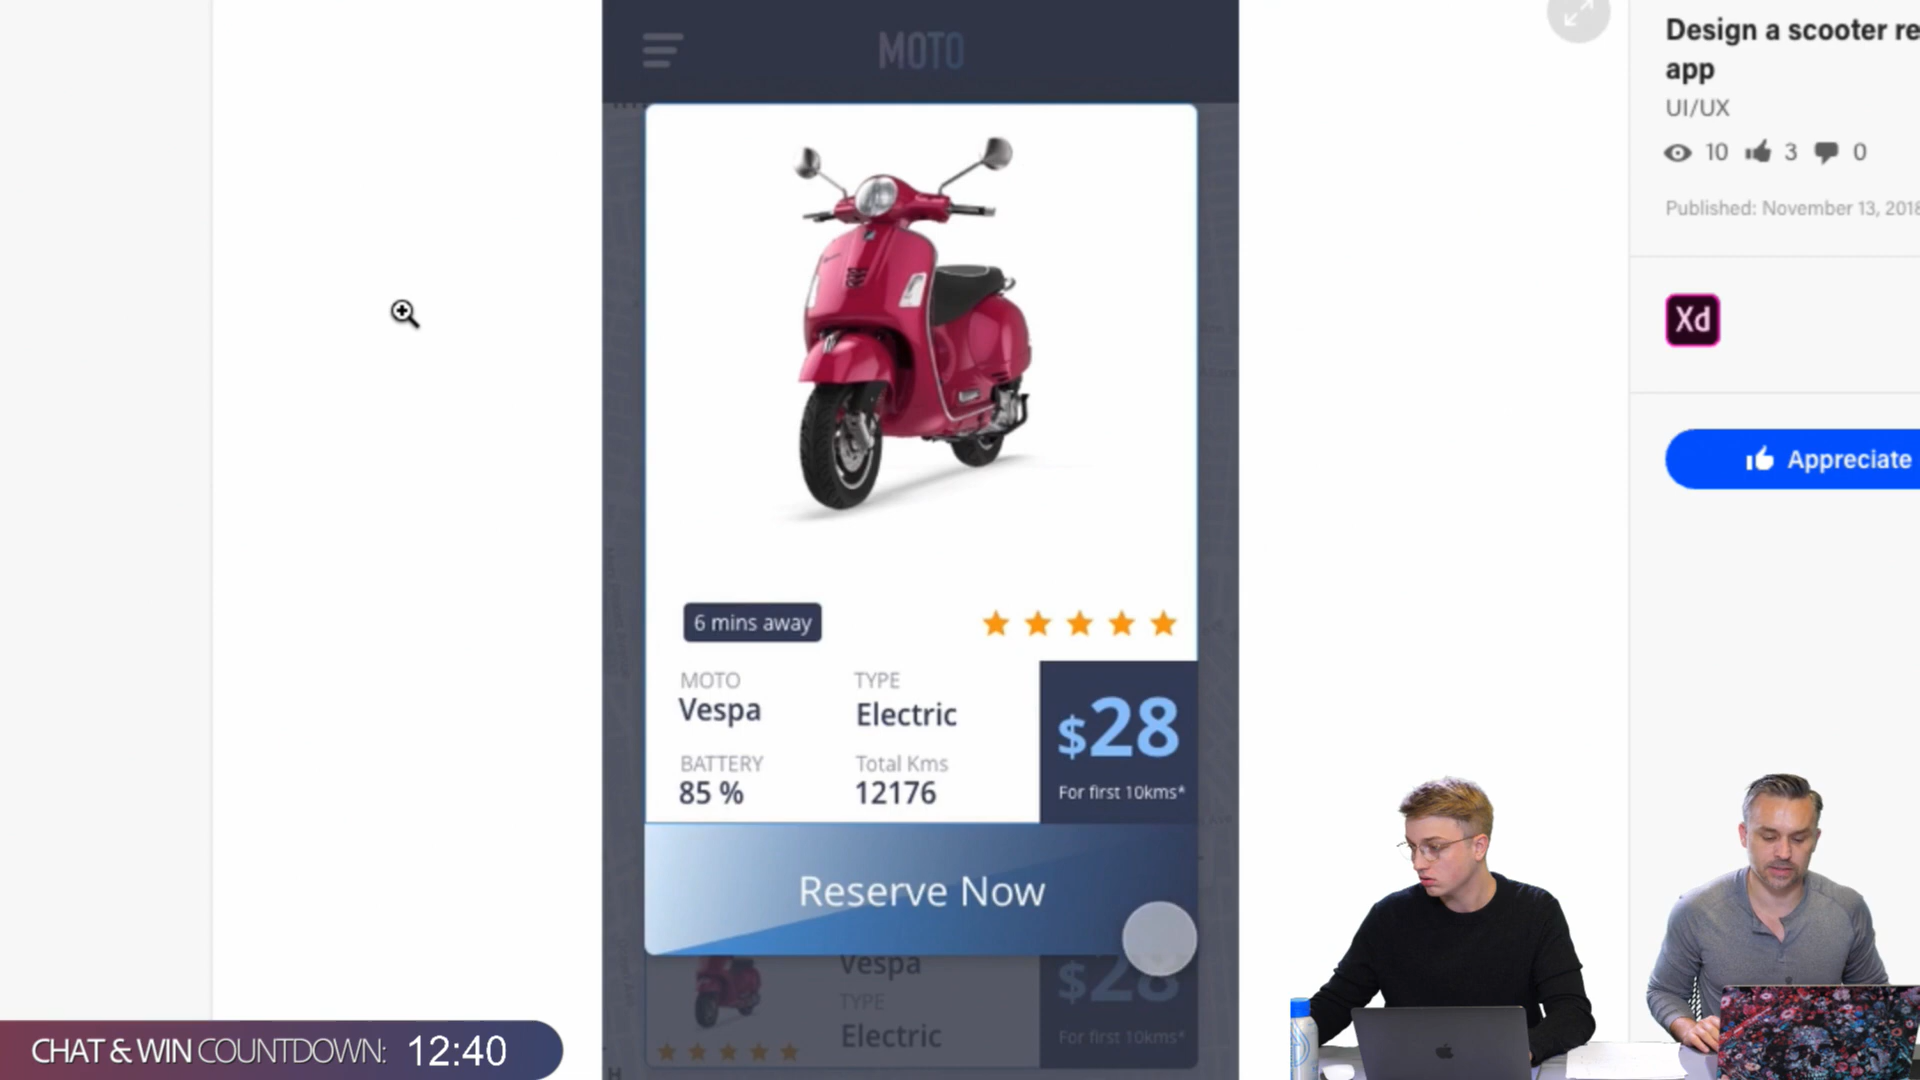 MOTO
6 mins away
MOTO
Vespa
TYPE
Electric
BATTERY
85 %
Total Kms
12176
$28
For first 10kms*
Reserve Now
Vespa
TYPE
Electric
$28
For first 10kms*
Design a scooter
app
UI/UX
10 3 0
Published: November 13, 2018
Xd
Appreciate
CHAT & WIN COUNTDOWN: 12:40